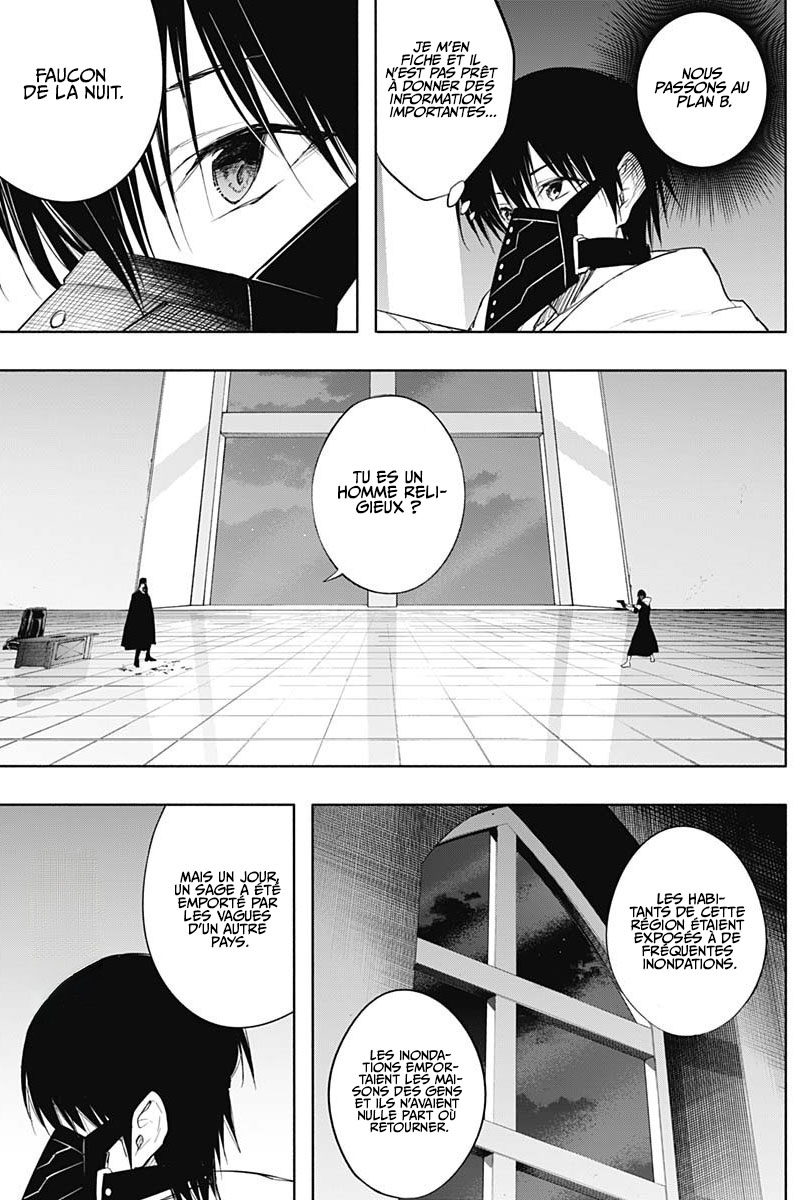 NOUS
PASSONS AU
PLAN B.
JE M'EN
FICHE ET IL
N'EST PAS PRÊT
À DONNER DES
INFORMATIONS
IMPORTANTES...
FAUCON
DE LA NUIT.
TU ES UN
HOMME RELI-
GIEUX ?
LES HABI-
TANTS DE CETTE
RÉGION ÉTAIENT
EXPOSÉS À DE
FRÉQUENTES
INONDATIONS.
LES INONDA-
TIONS EMPOR-
TAIENT LES MAI-
SONS DES GENS
ET ILS N'AVAIENT
NULLE PART OÙ
RETOURNER.
MAIS UN JOUR,
UN SAGE A ÉTÉ
EMPORTÉ PAR
LES VAGUES
D'UN AUTRE
PAYS.